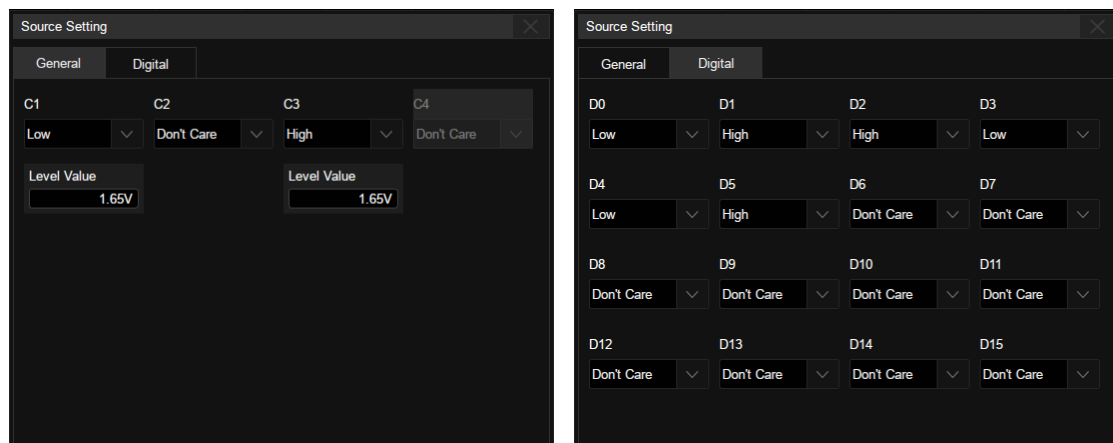 Source Setting
General Digital
C1 C2 C3 C4
Low Don't Care High Don't Care
Level Value Level Value
1.65V 1.65V
Source Setting
General Digital
D0 D1 D2 D3
Low High High Low
D4 D5 D6 D7
Low High Don't Care Don't Care
D8 D9 D10 D11
Don't Care Don't Care Don't Care Don't Care
D12 D13 D14 D15
Don't Care Don't Care Don't Care Don't Care